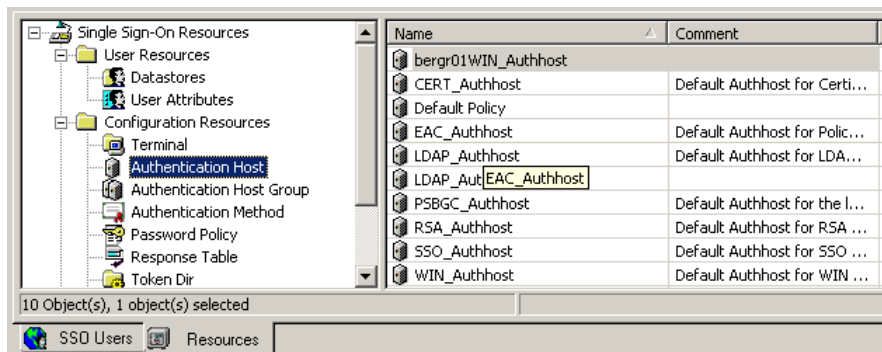 Single Sign-On Resources
User Resources
Datastores
User Attributes
Configuration Resources
Terminal
Authentication Host
Authentication Host Group
Authentication Method
Password Policy
Response Table
Token Dir
Name Comment
bergr01WIN_Authhost
CERT_Authhost Default Authhost for Certi...
Default Policy
EAC_Authhost Default Authhost for Polic...
LDAP_Authhost Default Authhost for LDA...
LDAP_Aut EAC_Authhost
PSBGC_Authhost Default Authhost for the l...
RSA_Authhost Default Authhost for RSA ...
SSO_Authhost Default Authhost for SSO ...
WIN_Authhost Default Authhost for WIN ...
10 Object(s), 1 object(s) selected
SSO Users Resources